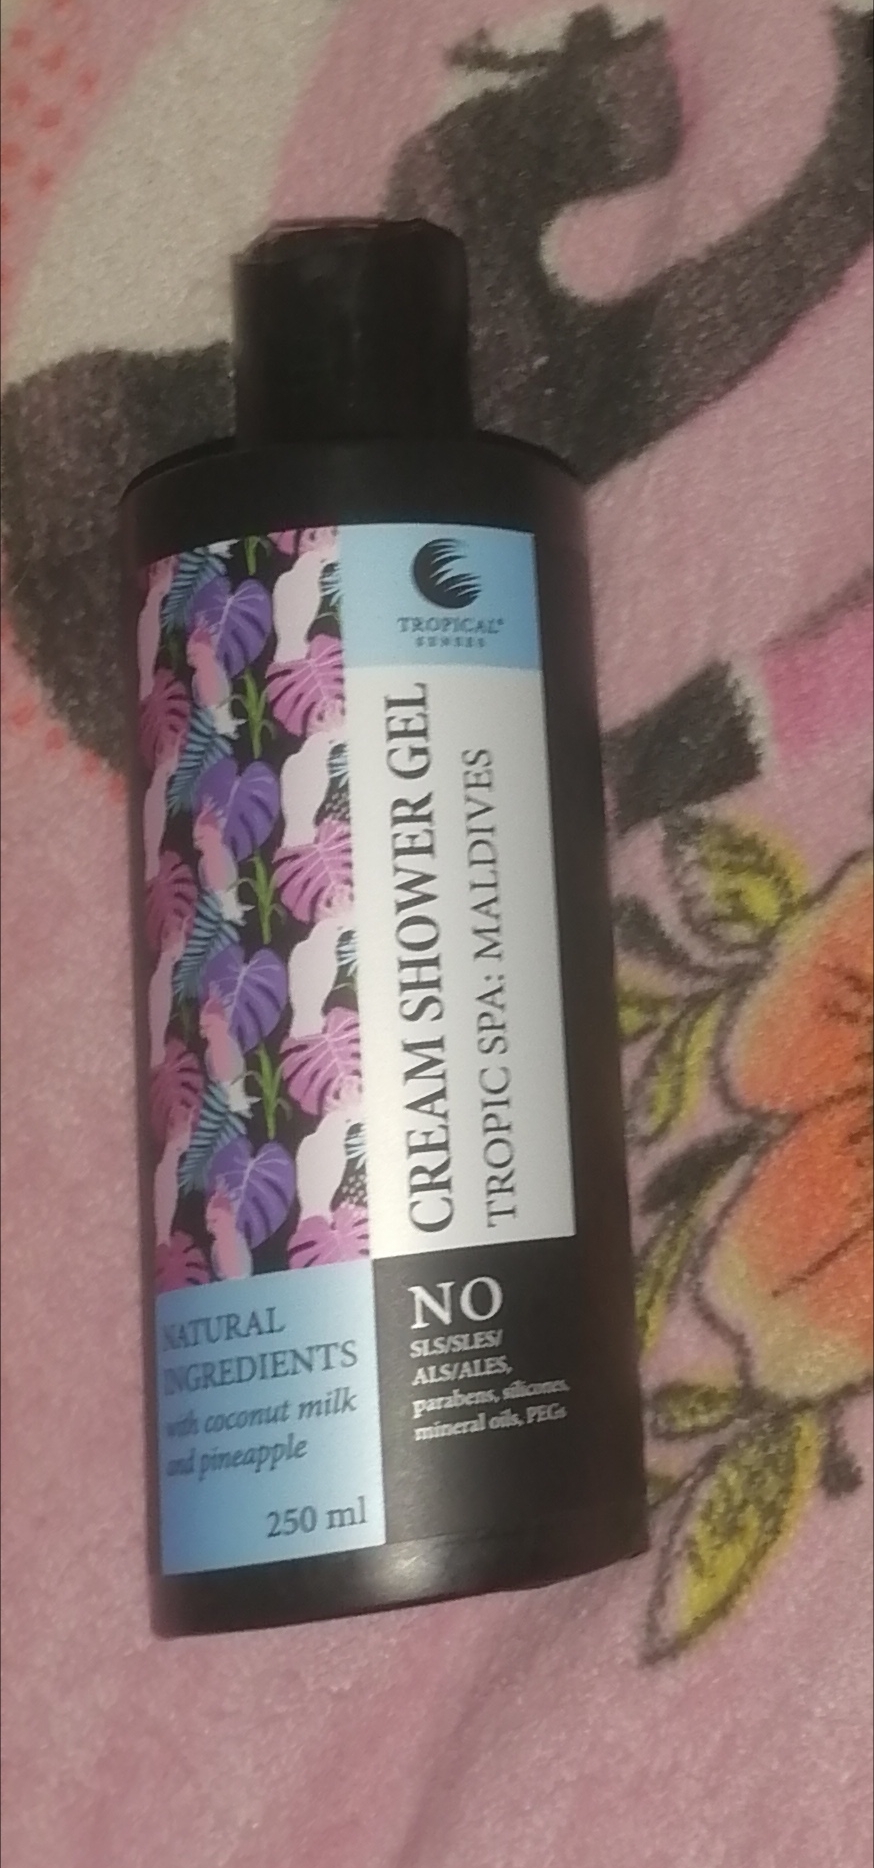 TROPICAL®
SENSES
CREAM SHOWER GEL
TROPIC SPA: MALDIVES
NATURAL
INGREDIENTS
with coconut milk
and pineapple
250 ml
NO
SLS/SLES/
ALS/ALES,
parabens, silicones,
mineral oils, PEGs